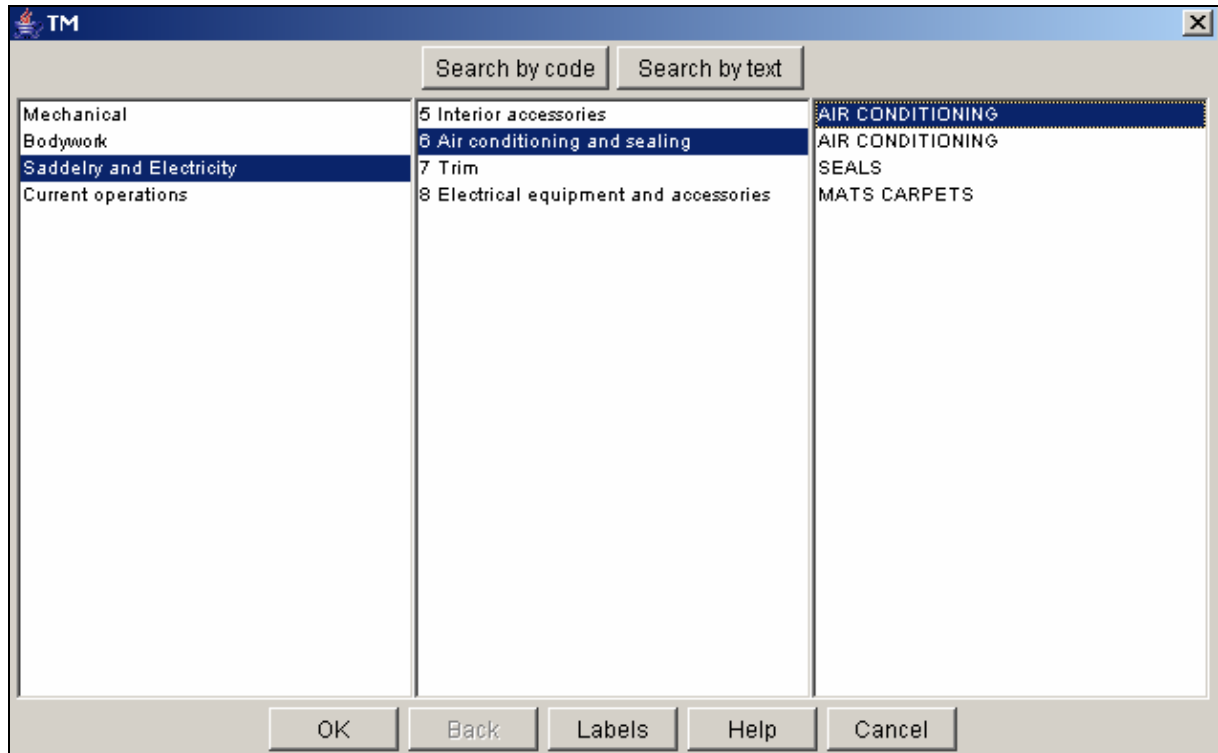 TM
Search by code
Search by text
Mechanical
Bodywork
Saddelry and Electricity
Current operations
5 Interior accessories
6 Air conditioning and sealing
7 Trim
8 Electrical equipment and accessories
AIR CONDITIONING
AIR CONDITIONING
SEALS
MATS CARPETS
OK
Back
Labels
Help
Cancel